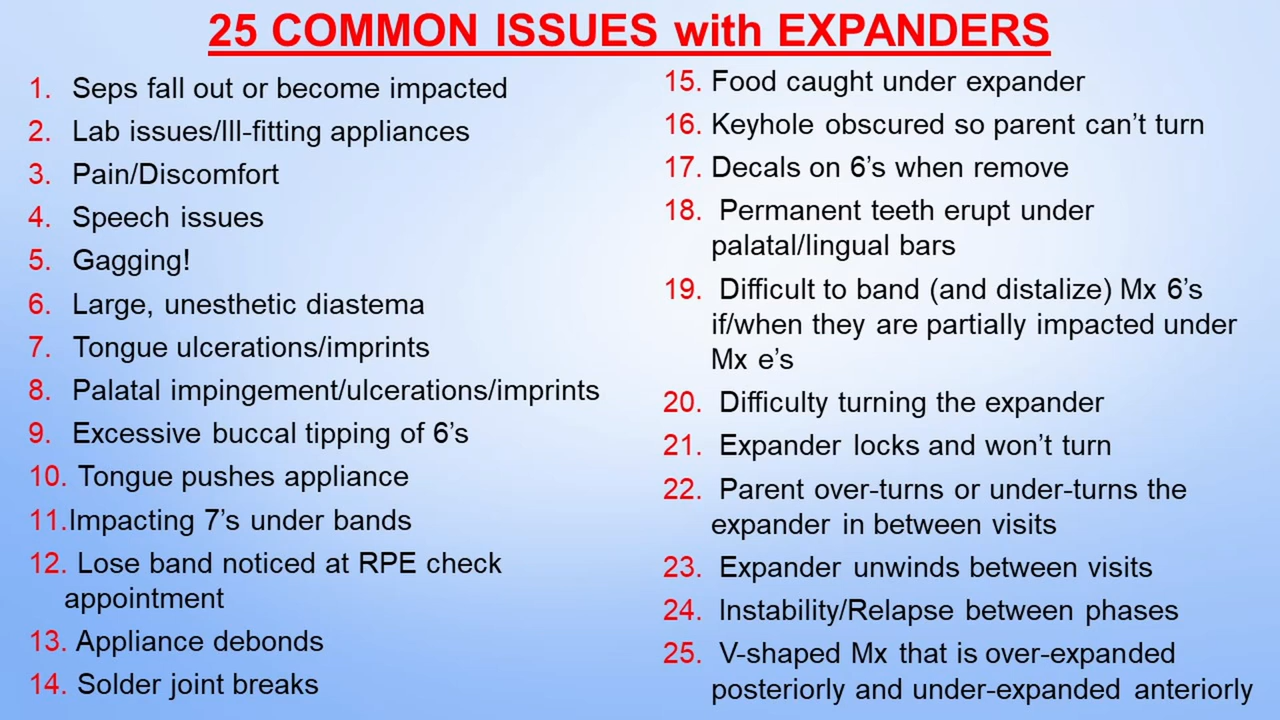 25 COMMON ISSUES with EXPANDERS
1. Seps fall out or become impacted
2. Lab issues/Ill-fitting appliances
3. Pain/Discomfort
4. Speech issues
5. Gagging!
6. Large, unesthetic diastema
7. Tongue ulcerations/imprints
8. Palatal impingement/ulcerations/imprints
9. Excessive buccal tipping of 6’s
10. Tongue pushes appliance
11.Impacting 7’s under bands
12. Lose band noticed at RPE check
appointment
13. Appliance debonds
14. Solder joint breaks
15. Food caught under expander
16. Keyhole obscured so parent can’t turn
17. Decals on 6’s when remove
18. Permanent teeth erupt under
palatal/lingual bars
19. Difficult to band (and distalize) Mx 6’s
if/when they are partially impacted under
Mx e’s
20. Difficulty turning the expander
21. Expander locks and won’t turn
22. Parent over-turns or under-turns the
expander in between visits
23. Expander unwinds between visits
24. Instability/Relapse between phases
25. V-shaped Mx that is over-expanded
posteriorly and under-expanded anteriorly